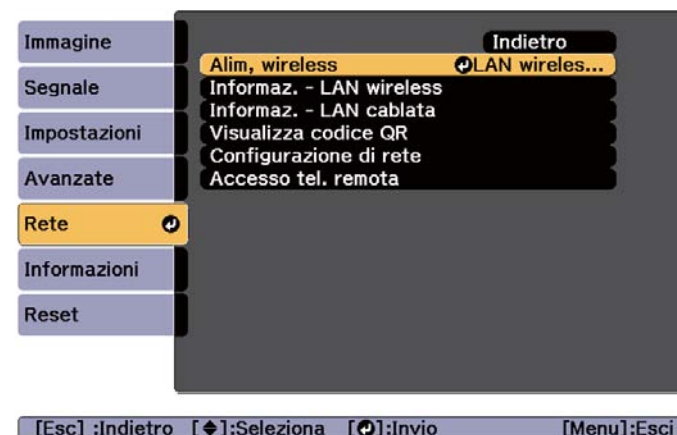 Immagine
Segnale
Impostazioni
Avanzate
Rete
Informazioni
Reset
Indietro
Alim, wireless LAN wireles...
Informaz. - LAN wireless
Informaz. - LAN cablata
Visualizza codice QR
Configurazione di rete
Accesso tel. remota
[Esc] :Indietro [◆]:Seleziona [↵]:Invio [Menu]:Esci